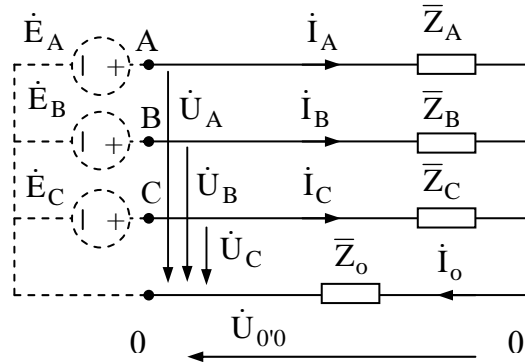 Ė_A A İ_A Z̅_A
+
Ė_B U̇_A
B İ_B Z̅_B
+
Ė_C C U̇_B İ_C Z̅_C
+
U̇_C Z̅_o İ_o
0 U̇_0'0 0